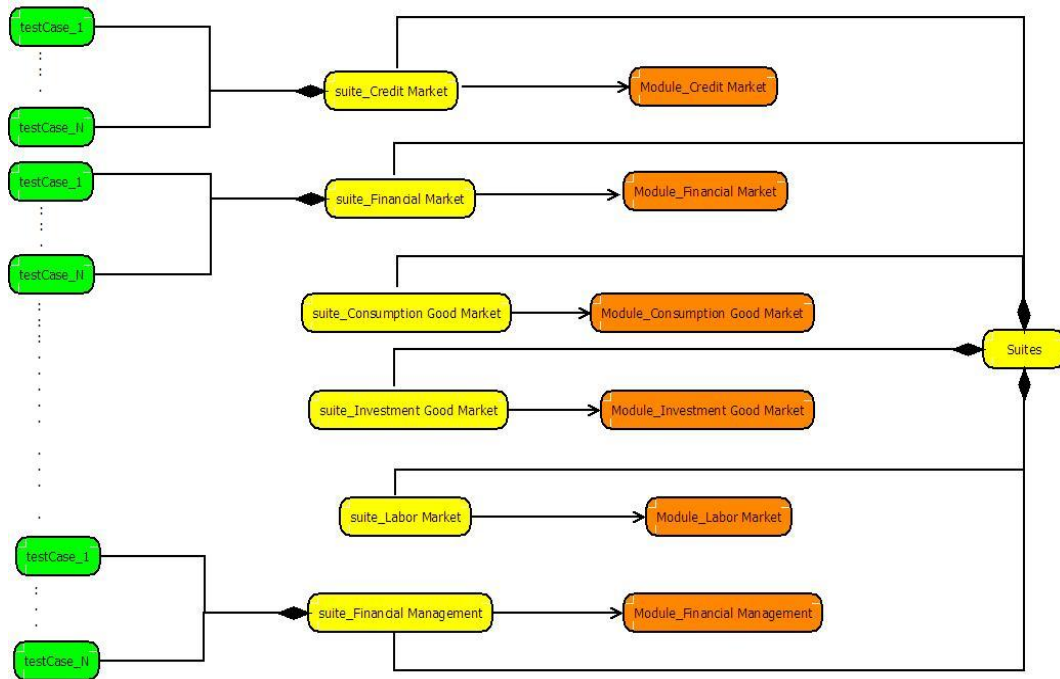 testCase_1
suite_Credit Market
Module_Credit Market
testCase_N
testCase_1
suite_Financial Market
Module_Financial Market
testCase_N
suite_Consumption Good Market
Module_Consumption Good Market
Suites
suite_Investment Good Market
Module_Investment Good Market
suite_Labor Market
Module_Labor Market
testCase_1
suite_Financial Management
Module_Financial Management
testCase_N